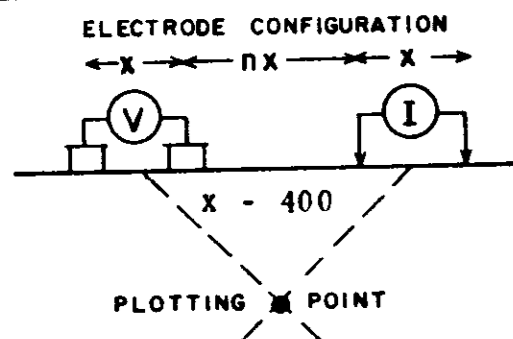 ELECTRODE CONFIGURATION
x nx x
V I
x - 400
PLOTTING POINT